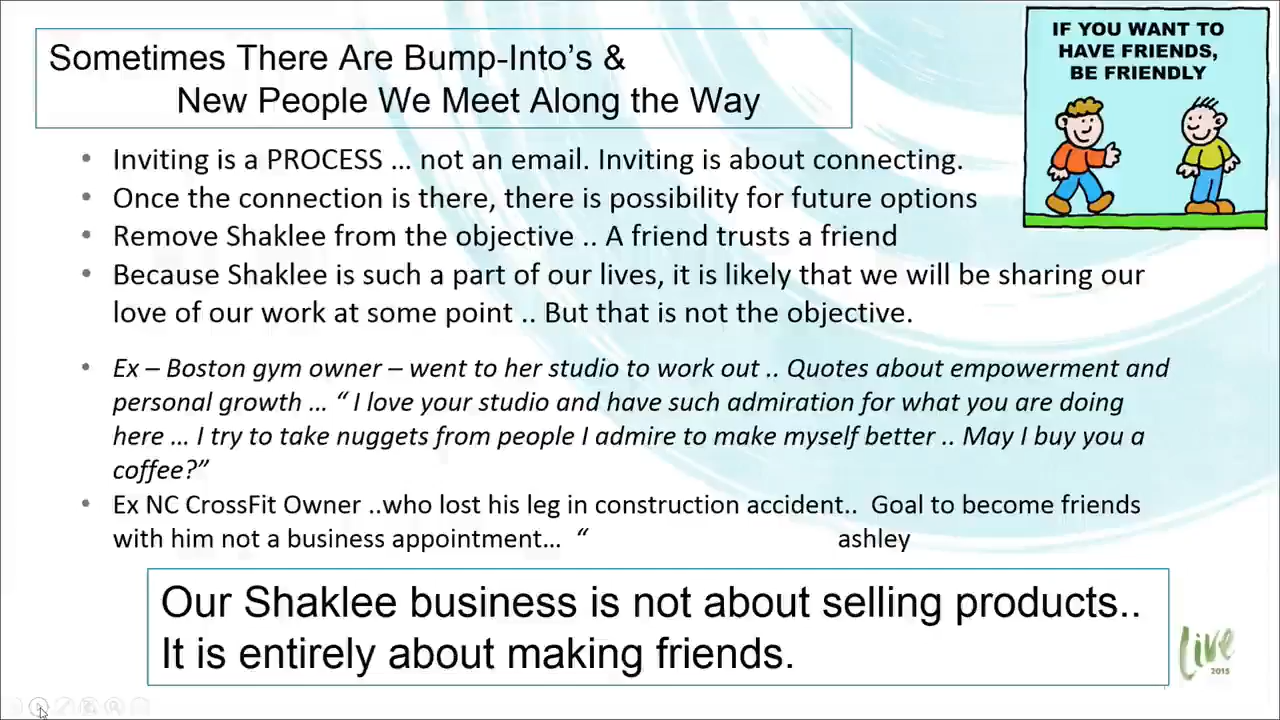 Sometimes There Are Bump-Into's &
New People We Meet Along the Way
IF YOU WANT TO
HAVE FRIENDS,
BE FRIENDLY
• Inviting is a PROCESS ... not an email. Inviting is about connecting.
• Once the connection is there, there is possibility for future options
• Remove Shaklee from the objective .. A friend trusts a friend
• Because Shaklee is such a part of our lives, it is likely that we will be sharing our
love of our work at some point .. But that is not the objective.
• Ex – Boston gym owner – went to her studio to work out .. Quotes about empowerment and
personal growth ... “ I love your studio and have such admiration for what you are doing
here ... I try to take nuggets from people I admire to make myself better .. May I buy you a
coffee?”
• Ex NC CrossFit Owner ..who lost his leg in construction accident.. Goal to become friends
with him not a business appointment... “ ashley
Our Shaklee business is not about selling products..
It is entirely about making friends.
Live
2015